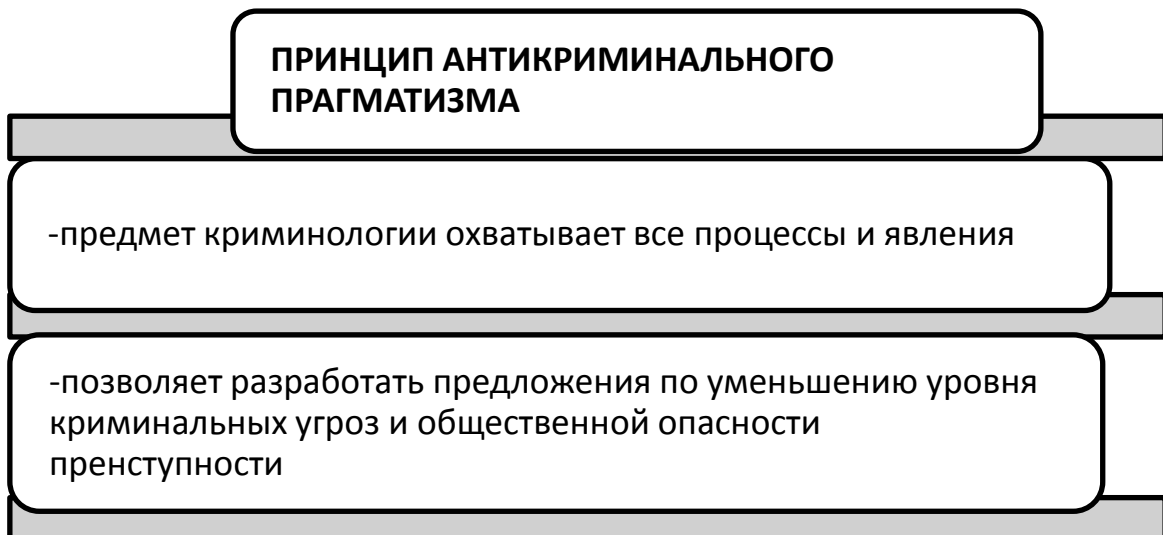 ПРИНЦИП АНТИКРИМИНАЛЬНОГО
ПРАГМАТИЗМА
-предмет криминологии охватывает все процессы и явления
-позволяет разработать предложения по уменьшению уровня
криминальных угроз и общественной опасности
пренступности